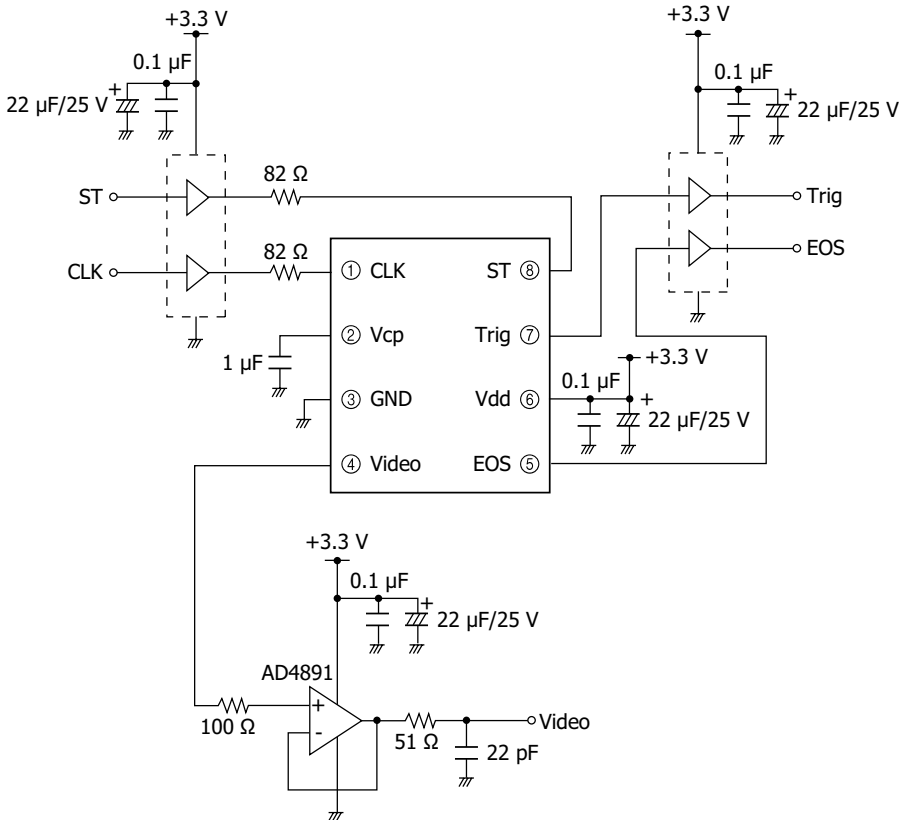 +3.3 V
0.1 µF
+
22 µF/25 V
+3.3 V
0.1 µF
+
22 µF/25 V
ST
82 Ω
Trig
CLK
82 Ω
EOS
① CLK
ST ⑧
② Vcp
Trig ⑦
1 µF
+3.3 V
0.1 µF
③ GND
Vdd ⑥
+
22 µF/25 V
④ Video
EOS ⑤
+3.3 V
0.1 µF
+
22 µF/25 V
AD4891
+
-
100 Ω
51 Ω
Video
22 pF